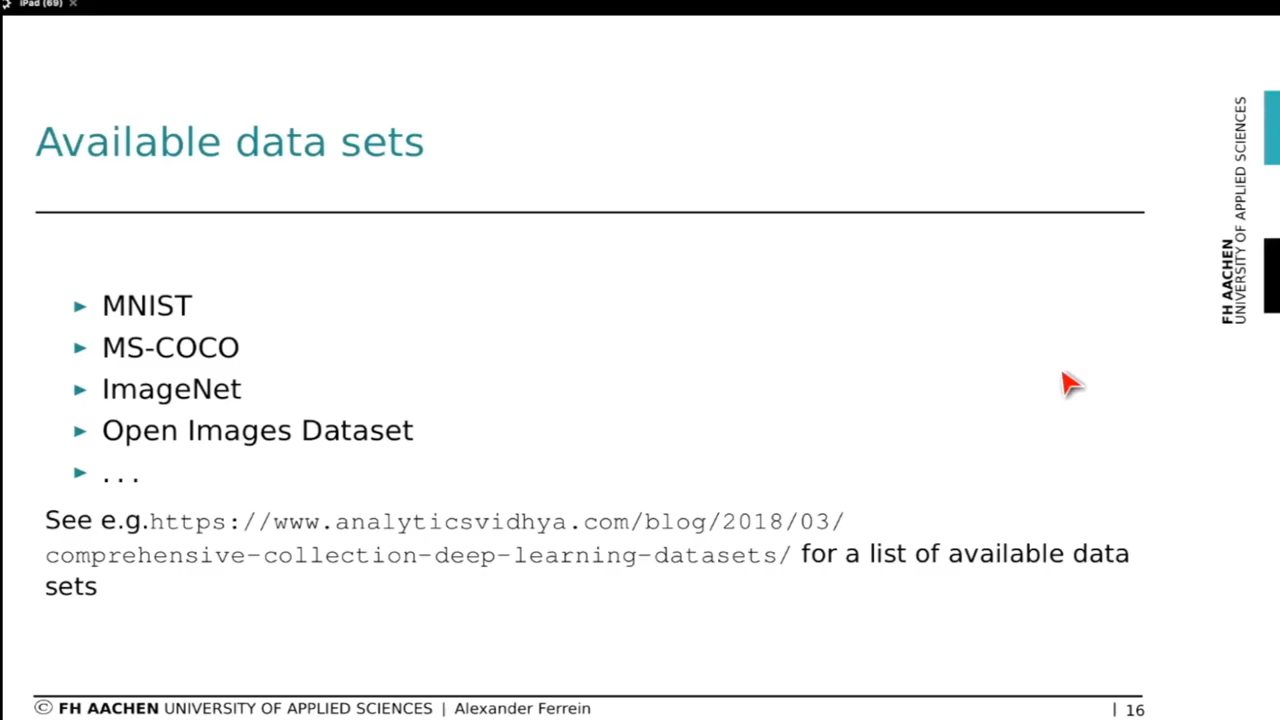 iPad (69) ×
Available data sets
FH AACHEN
UNIVERSITY OF APPLIED SCIENCES
► MNIST
► MS-COCO
► ImageNet
► Open Images Dataset
► . . .
See e.g.https://www.analyticsvidhya.com/blog/2018/03/
comprehensive-collection-deep-learning-datasets/ for a list of available data
sets
© FH AACHEN UNIVERSITY OF APPLIED SCIENCES | Alexander Ferrein | 16